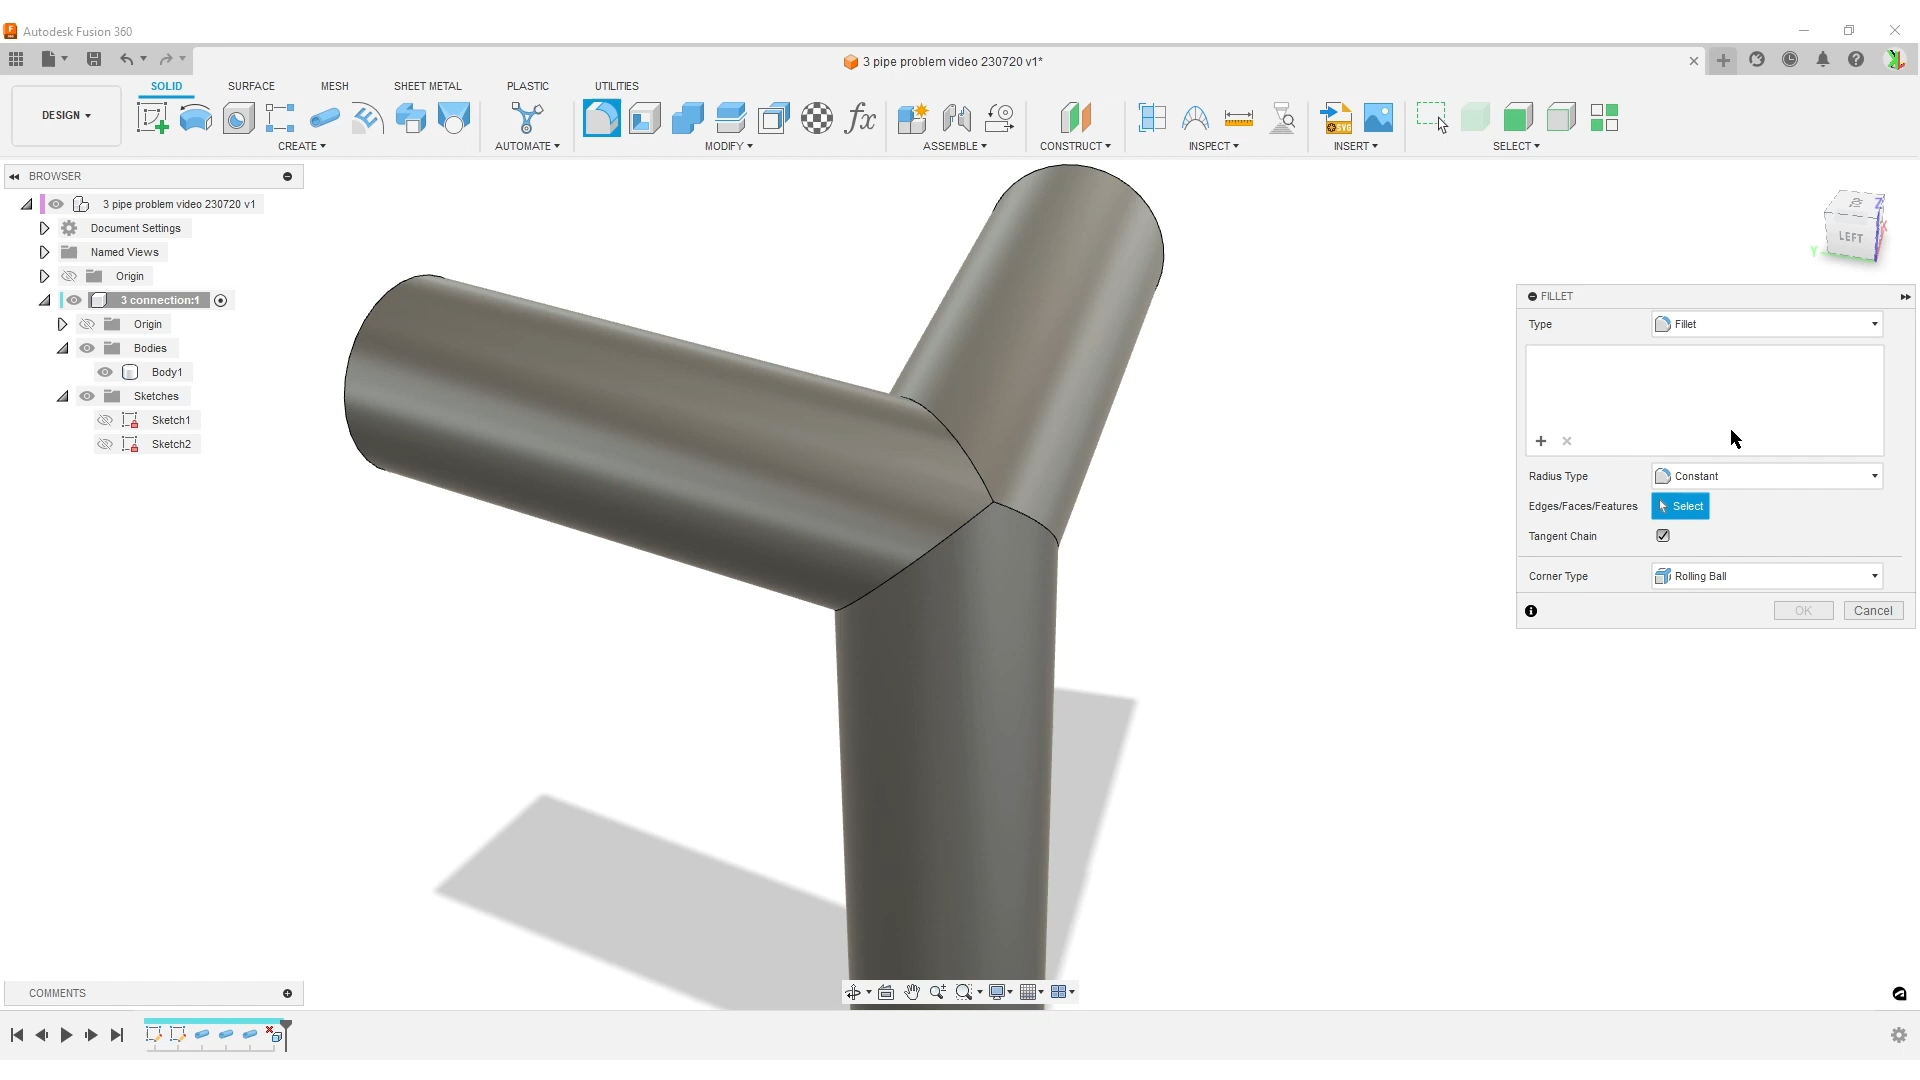 Autodesk Fusion 360
3 pipe problem video 230720 v1*
SOLID SURFACE MESH SHEET METAL PLASTIC UTILITIES
DESIGN
CREATE AUTOMATE MODIFY ASSEMBLE CONSTRUCT INSPECT INSERT SELECT
BROWSER
3 pipe problem video 230720 v1
Document Settings
Named Views
Origin
3 connection:1
Origin
Bodies
Body1
Sketches
Sketch1
Sketch2
LEFT
Z
X
Y
FILLET
Type Fillet
Radius Type Constant
Edges/Faces/Features Select
Tangent Chain
Corner Type Rolling Ball
OK Cancel
COMMENTS